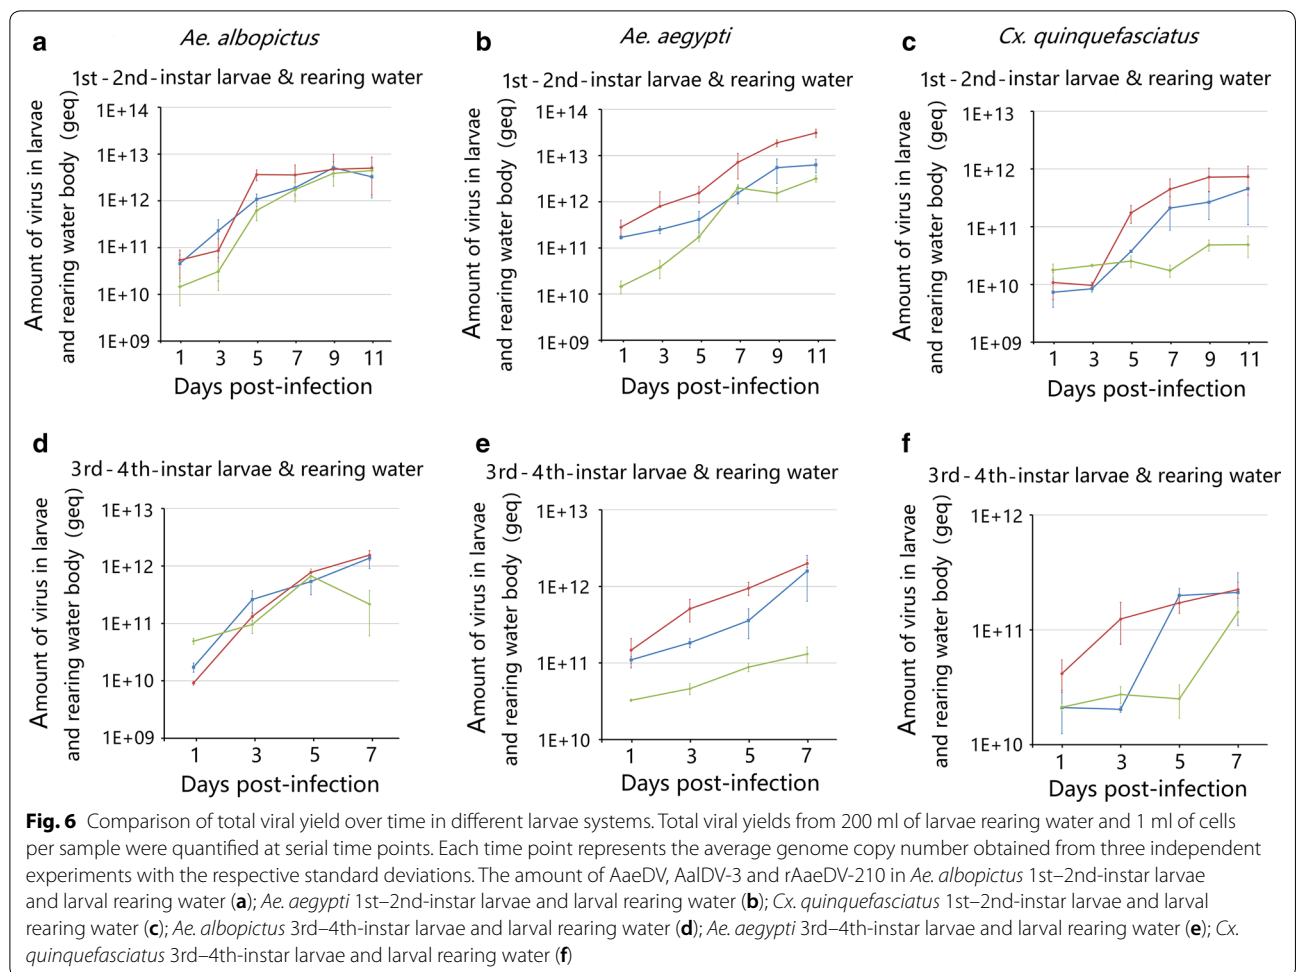 a
Ae. albopictus
1st - 2nd - instar larvae & rearing water
Amount of virus in larvae
and rearing water body (geq)
1E+14
1E+13
1E+12
1E+11
1E+10
1E+09
1 3 5 7 9 11
Days post-infection
b
Ae. aegypti
1st - 2nd - instar larvae & rearing water
Amount of virus in larvae
and rearing water body (geq)
1E+14
1E+13
1E+12
1E+11
1E+10
1E+09
1 3 5 7 9 11
Days post-infection
c
Cx. quinquefasciatus
1st - 2nd - instar larvae & rearing water
Amount of virus in larvae
and rearing water body (geq)
1E+13
1E+12
1E+11
1E+10
1E+09
1 3 5 7 9 11
Days post-infection
d
3rd - 4th - instar larvae & rearing water
Amount of virus in larvae
and rearing water body (geq)
1E+13
1E+12
1E+11
1E+10
1E+09
1 3 5 7
Days post-infection
e
3rd - 4th - instar larvae & rearing water
Amount of virus in larvae
and rearing water body (geq)
1E+13
1E+12
1E+11
1E+10
1 3 5 7
Days post-infection
f
3rd - 4th - instar larvae & rearing water
Amount of virus in larvae
and rearing water body (geq)
1E+12
1E+11
1E+10
1 3 5 7
Days post-infection
Fig. 6 Comparison of total viral yield over time in different larvae systems. Total viral yields from 200 ml of larvae rearing water and 1 ml of cells
per sample were quantified at serial time points. Each time point represents the average genome copy number obtained from three independent
experiments with the respective standard deviations. The amount of AaeDV, AalDV-3 and rAaeDV-210 in Ae. albopictus 1st–2nd-instar larvae
and larval rearing water (a); Ae. aegypti 1st–2nd-instar larvae and larval rearing water (b); Cx. quinquefasciatus 1st–2nd-instar larvae and larval
rearing water (c); Ae. albopictus 3rd–4th-instar larvae and larval rearing water (d); Ae. aegypti 3rd–4th-instar larvae and larval rearing water (e); Cx.
quinquefasciatus 3rd–4th-instar larvae and larval rearing water (f)